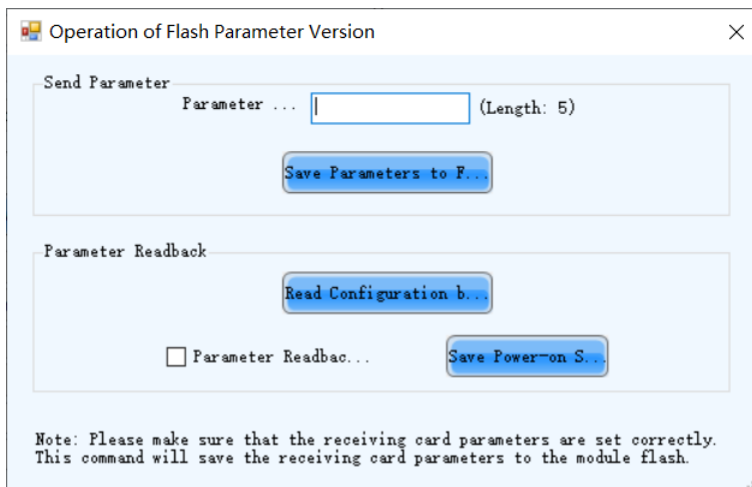 Operation of Flash Parameter Version
Send Parameter
Parameter ... (Length: 5)
Save Parameters to F...
Parameter Readback
Read Configuration b...
Parameter Readbac... Save Power-on S...
Note: Please make sure that the receiving card parameters are set correctly.
This command will save the receiving card parameters to the module flash.